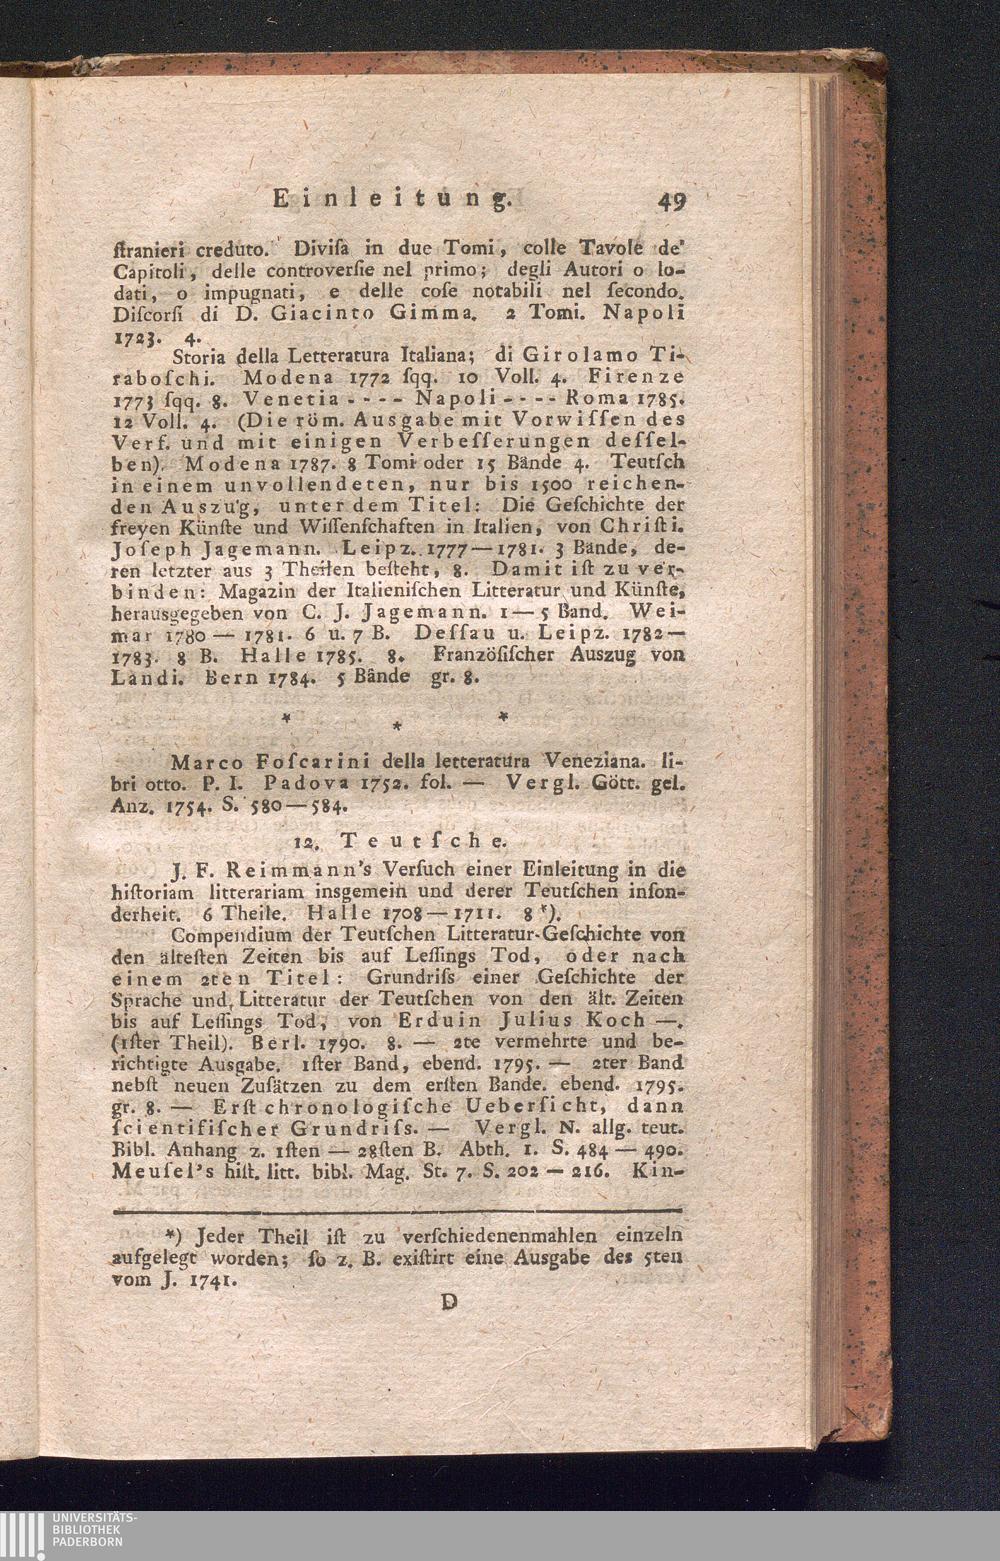 Einleitung. 49
ſtranieri creduto. Diviſa in due Tomi, colle Tavole de'
Capitoli, delle controverſie nel primo; degli Autori o lo-
dati, o impugnati, e delle coſe notabili nel ſecondo.
Diſcorſi di D. Giacinto Gimma. 2 Tomi. Napoli
1723. 4.
Storia della Letteratura Italiana; di Girolamo Ti-
raboſchi. Modena 1772 ſqq. 10 Voll. 4. Firenze
1773 ſqq. 8. Venetia - - - - Napoli - - - - Roma 1785.
12 Voll. 4. (Die röm. Ausgabe mit Vorwiſſen des
Verf. und mit einigen Verbeſſerungen deſſel-
ben). Modena 1787. 8 Tomi oder 15 Bände 4. Teutſch
in einem unvollendeten, nur bis 1500 reichen-
den Auszug, unter dem Titel: Die Geſchichte der
freyen Künſte und Wiſſenſchaften in Italien, von Chriſti.
Joſeph Jagemann. Leipz. 1777—1781. 3 Bände, de-
ren letzter aus 3 Theilen beſteht, 8. Damit iſt zu ver-
binden: Magazin der Italieniſchen Litteratur und Künſte,
herausgegeben von C. J. Jagemann. 1—5 Band. Wei-
mar 1780 — 1781. 6 u. 7 B. Deſſau u. Leipz. 1782—
1783. 8 B. Halle 1785. 8. Franzöſiſcher Auszug von
Landi. Bern 1784. 5 Bände gr. 8.
* * *
Marco Foſcarini della letteratura Veneziana. li-
bri otto. P. I. Padova 1752. fol. — Vergl. Gött. gel.
Anz. 1754. S. 580—584.
12. Teutſche.
J. F. Reimmann's Verſuch einer Einleitung in die
hiſtoriam litterariam insgemein und derer Teutſchen inſon-
derheit. 6 Theile. Halle 1708—1711. 8 *).
Compendium der Teutſchen Litteratur-Geſchichte von
den älteſten Zeiten bis auf Leſſings Tod, oder nach
einem 2ten Titel: Grundriſs einer Geſchichte der
Sprache und Litteratur der Teutſchen von den ält. Zeiten
bis auf Leſſings Tod, von Erduin Julius Koch —.
(1ſter Theil). Berl. 1790. 8. — 2te vermehrte und be-
richtigte Ausgabe. 1ſter Band, ebend. 1795. — 2ter Band
nebſt neuen Zuſätzen zu dem erſten Bande. ebend. 1795.
gr. 8. — Erſt chronologiſche Ueberſicht, dann
ſcientifiſcher Grundriſs. — Vergl. N. allg. teut.
Bibl. Anhang z. 1ſten — 28ſten B. Abth. 1. S. 484 — 490.
Meuſel's hiſt. litt. bibl. Mag. St. 7. S. 202 — 216. Kin-
*) Jeder Theil iſt zu verſchiedenenmahlen einzeln
aufgelegt worden; ſo z. B. exiſtirt eine Ausgabe des 5ten
vom J. 1741.
D
UNIVERSITÄTS-
BIBLIOTHEK
PADERBORN